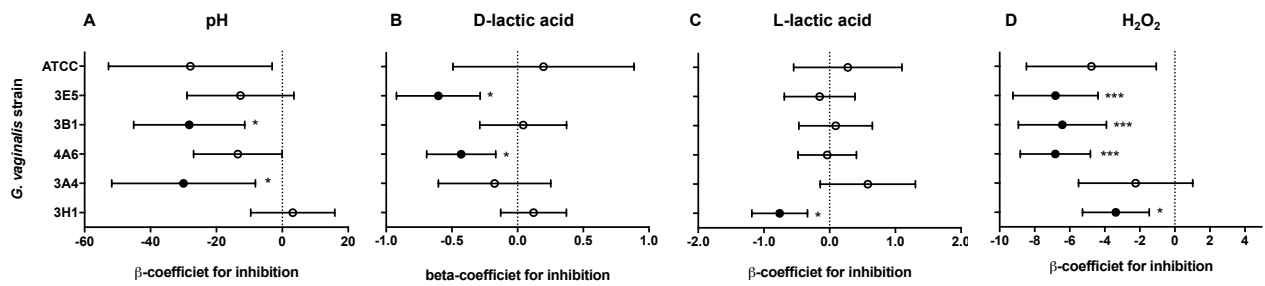 A pH
B D-lactic acid
C L-lactic acid
D H₂O₂
G. vaginalis strain
ATCC
3E5
3B1
4A6
3A4
3H1
*
*
-60 -40 -20 0 20
β-coefficiet for inhibition
*
*
-1.0 -0.5 0.0 0.5 1.0
beta-coefficiet for inhibition
*
-2.0 -1.0 0.0 1.0 2.0
β-coefficiet for inhibition
***
***
***
*
-10 -8 -6 -4 -2 0 2 4
β-coefficiet for inhibition